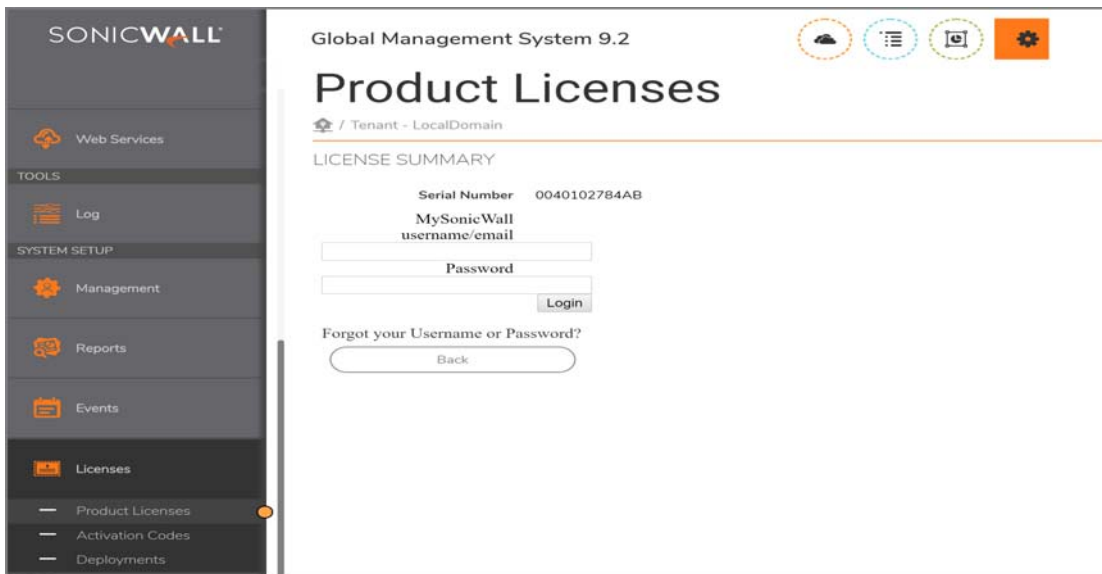 SONICWALL
Web Services
TOOLS
Log
SYSTEM SETUP
Management
Reports
Events
Licenses
Product Licenses
Activation Codes
Deployments
Global Management System 9.2
Product Licenses
/ Tenant - LocalDomain
LICENSE SUMMARY
Serial Number 0040102784AB
MySonicWall
username/email
Password
Login
Forgot your Username or Password?
Back